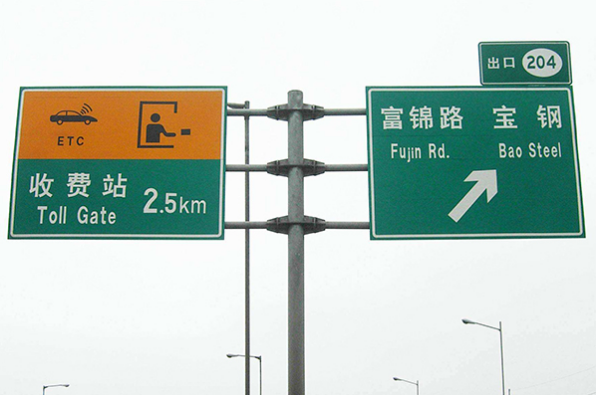 ETC
收费站 2.5km
Toll Gate
出口 204
富锦路 宝钢
Fujin Rd. Bao Steel